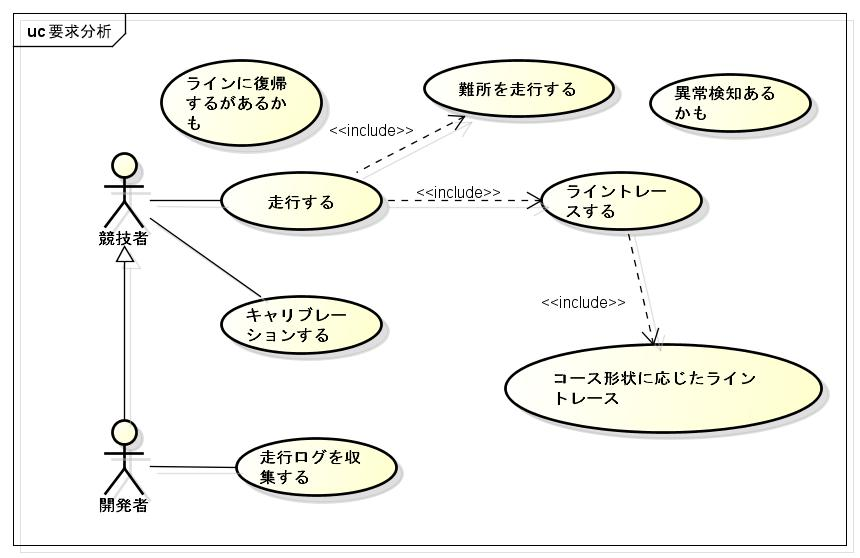 uc 要求分析
ラインに復帰
するがあるか
も
難所を走行する
異常検知ある
かも
<<include>>
走行する
<<include>>
ライントレー
スする
競技者
キャリブレー
ションする
<<include>>
コース形状に応じたライン
トレース
走行ログを収
集する
開発者